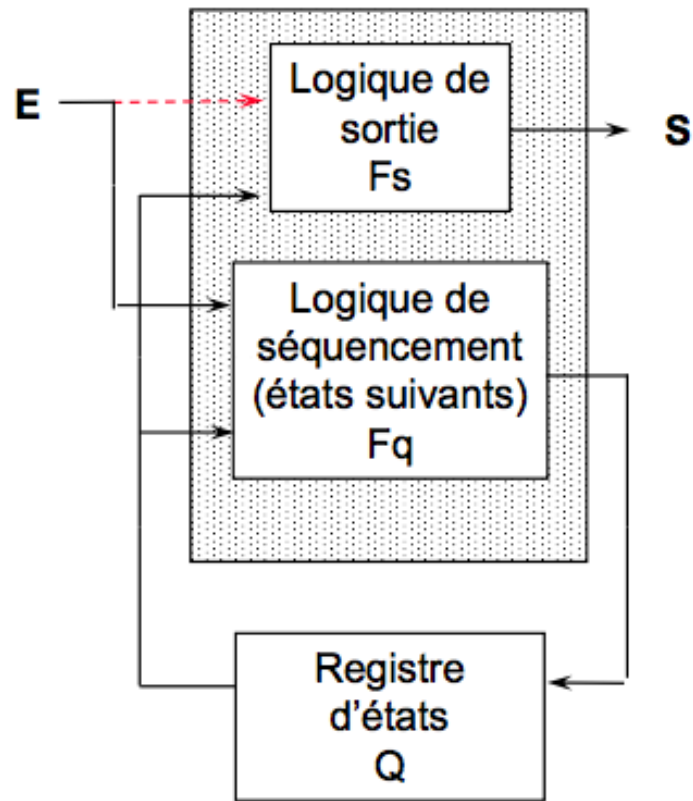 E
Logique de
sortie
Fs
S
Logique de
séquencement
(états suivants)
Fq
Registre
d'états
Q